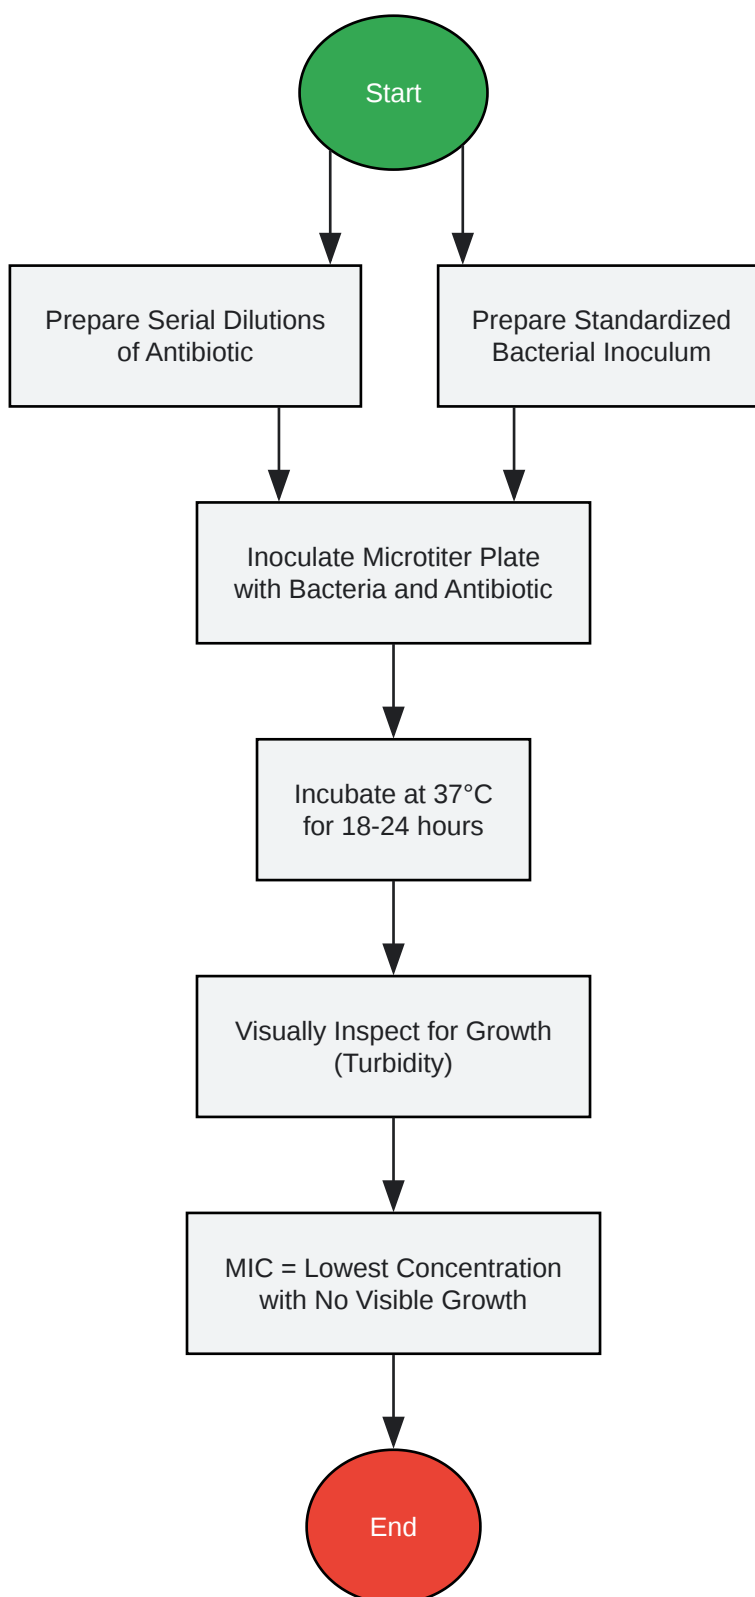 Start
Prepare Serial Dilutions
of Antibiotic
Prepare Standardized
Bacterial Inoculum
Inoculate Microtiter Plate
with Bacteria and Antibiotic
Incubate at 37°C
for 18-24 hours
Visually Inspect for Growth
(Turbidity)
MIC = Lowest Concentration
with No Visible Growth
End